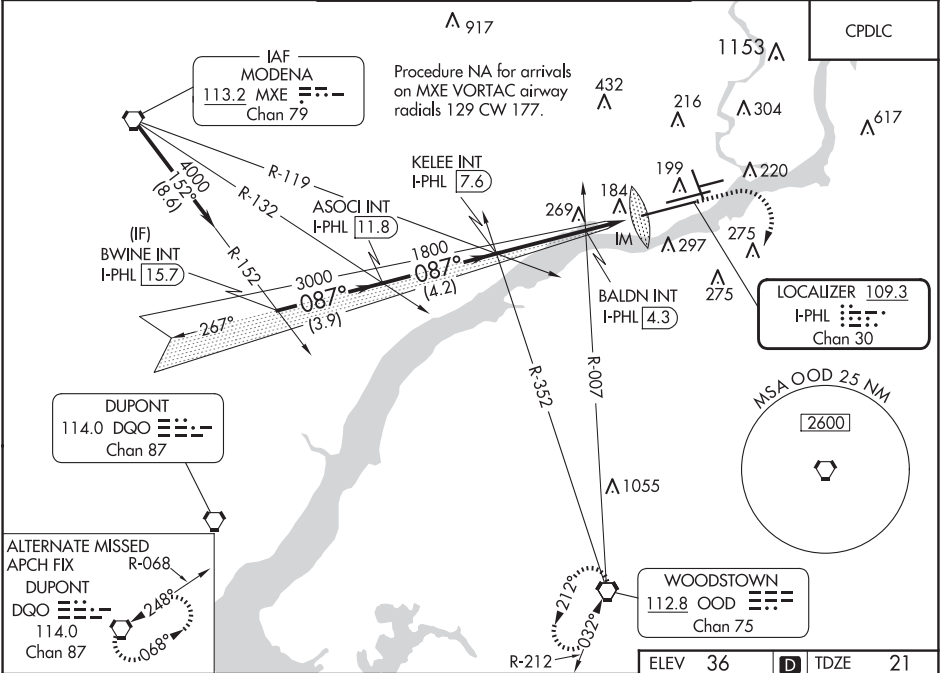 917
CPDLC
1153
IAF
MODENA
113.2 MXE
Chan 79
Procedure NA for arrivals
on MXE VORTAC airway
radials 129 CW 177.
432
216
304
617
4000
152°
(8.6)
R-119
R-132
R-152
KELEE INT
I-PHL 7.6
ASOCI INT
I-PHL 11.8
(IF)
BWINE INT
I-PHL 15.7
199
220
184
269
IM
297
275
275
3000
1800
087°
087°
(3.9)
(4.2)
267°
BALDN INT
I-PHL 4.3
LOCALIZER 109.3
I-PHL
Chan 30
R-352
R-007
MSA OOD 25 NM
2600
DUPONT
114.0 DQO
Chan 87
1055
ALTERNATE MISSED
APCH FIX
DUPONT
DQO
114.0
Chan 87
R-068
248°
068°
212°
032°
R-212
WOODSTOWN
112.8 OOD
Chan 75
ELEV 36
D
TDZE 21